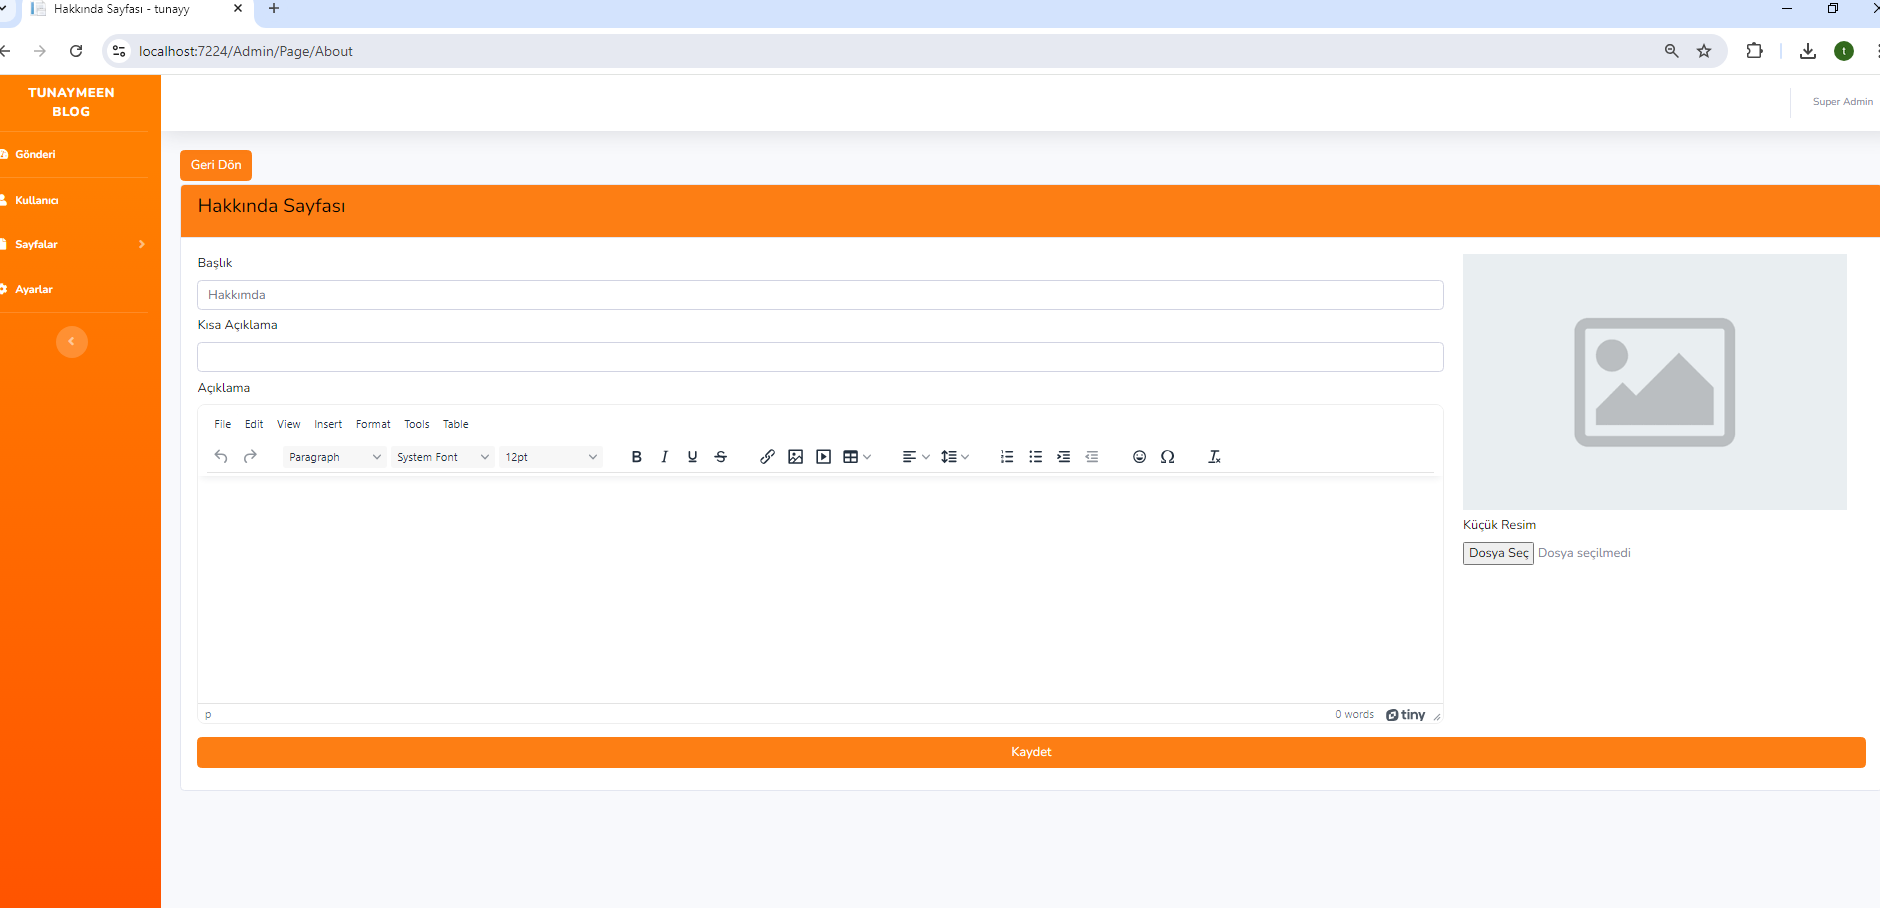 Hakkında Sayfası - tunayy
localhost:7224/Admin/Page/About
t
TUNAYMEEN
BLOG
Super Admin
Gönderi
Kullanıcı
Sayfalar
Ayarlar
Geri Dön
Hakkında Sayfası
Başlık
Hakkımda
Kısa Açıklama
Açıklama
File Edit View Insert Format Tools Table
Paragraph System Font 12pt B I U S Ω
p
0 words tiny
Küçük Resim
Dosya Seç Dosya seçilmedi
Kaydet